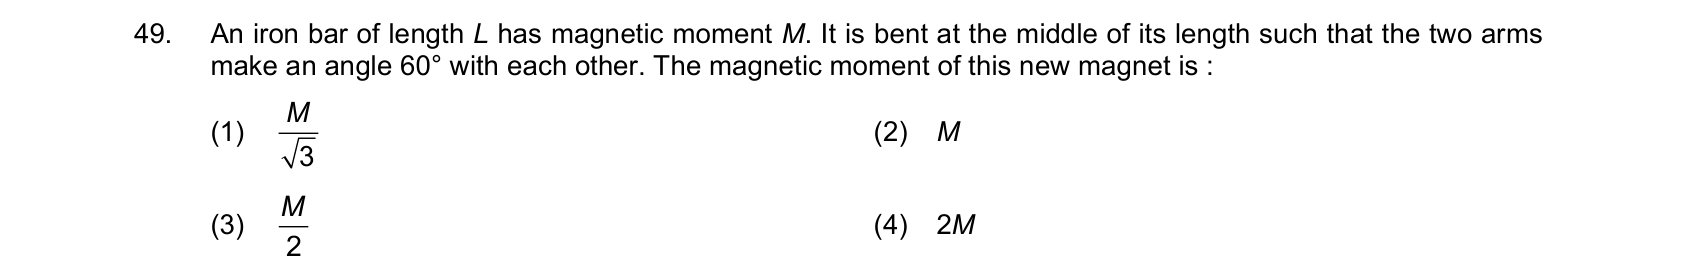 49. An iron bar of length L has magnetic moment M. It is bent at the middle of its length such that the two arms
make an angle 60° with each other. The magnetic moment of this new magnet is :
(1) M/√3 (2) M
(3) M/2 (4) 2M